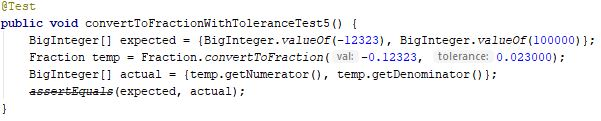 @Test
public void convertToFractionWithToleranceTest5() {
BigInteger[] expected = {BigInteger.valueOf(-12323), BigInteger.valueOf(100000)};
Fraction temp = Fraction.convertToFraction( val: -0.12323, tolerance: 0.023000);
BigInteger[] actual = {temp.getNumerator(), temp.getDenominator()};
assertEquals(expected, actual);
}